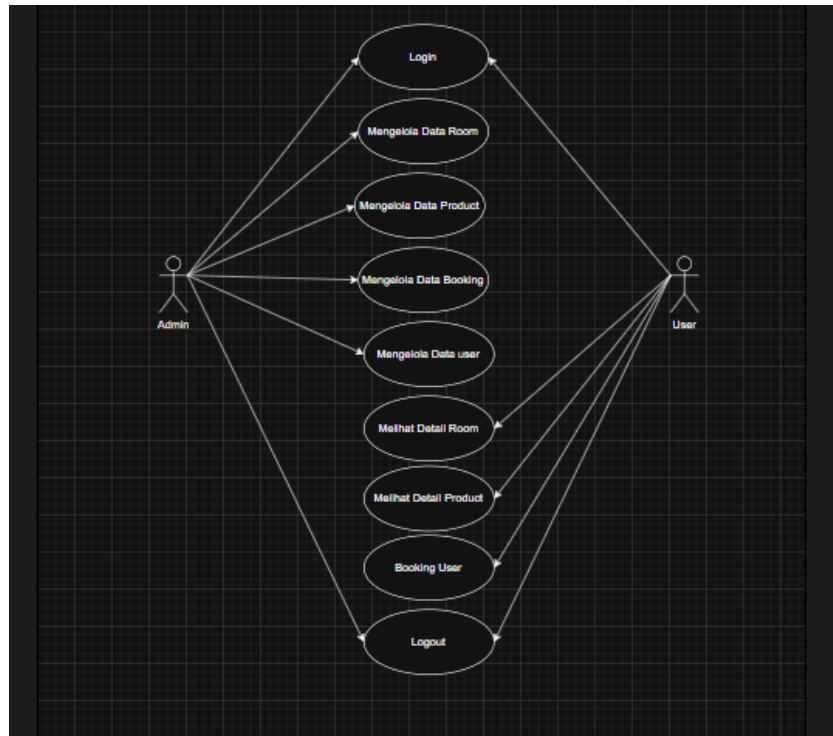 Login
Mengelola Data Room
Mengelola Data Product
Mengelola Data Booking
Admin
User
Mengelola Data user
Melihat Detail Room
Melihat Detail Product
Booking User
Logout